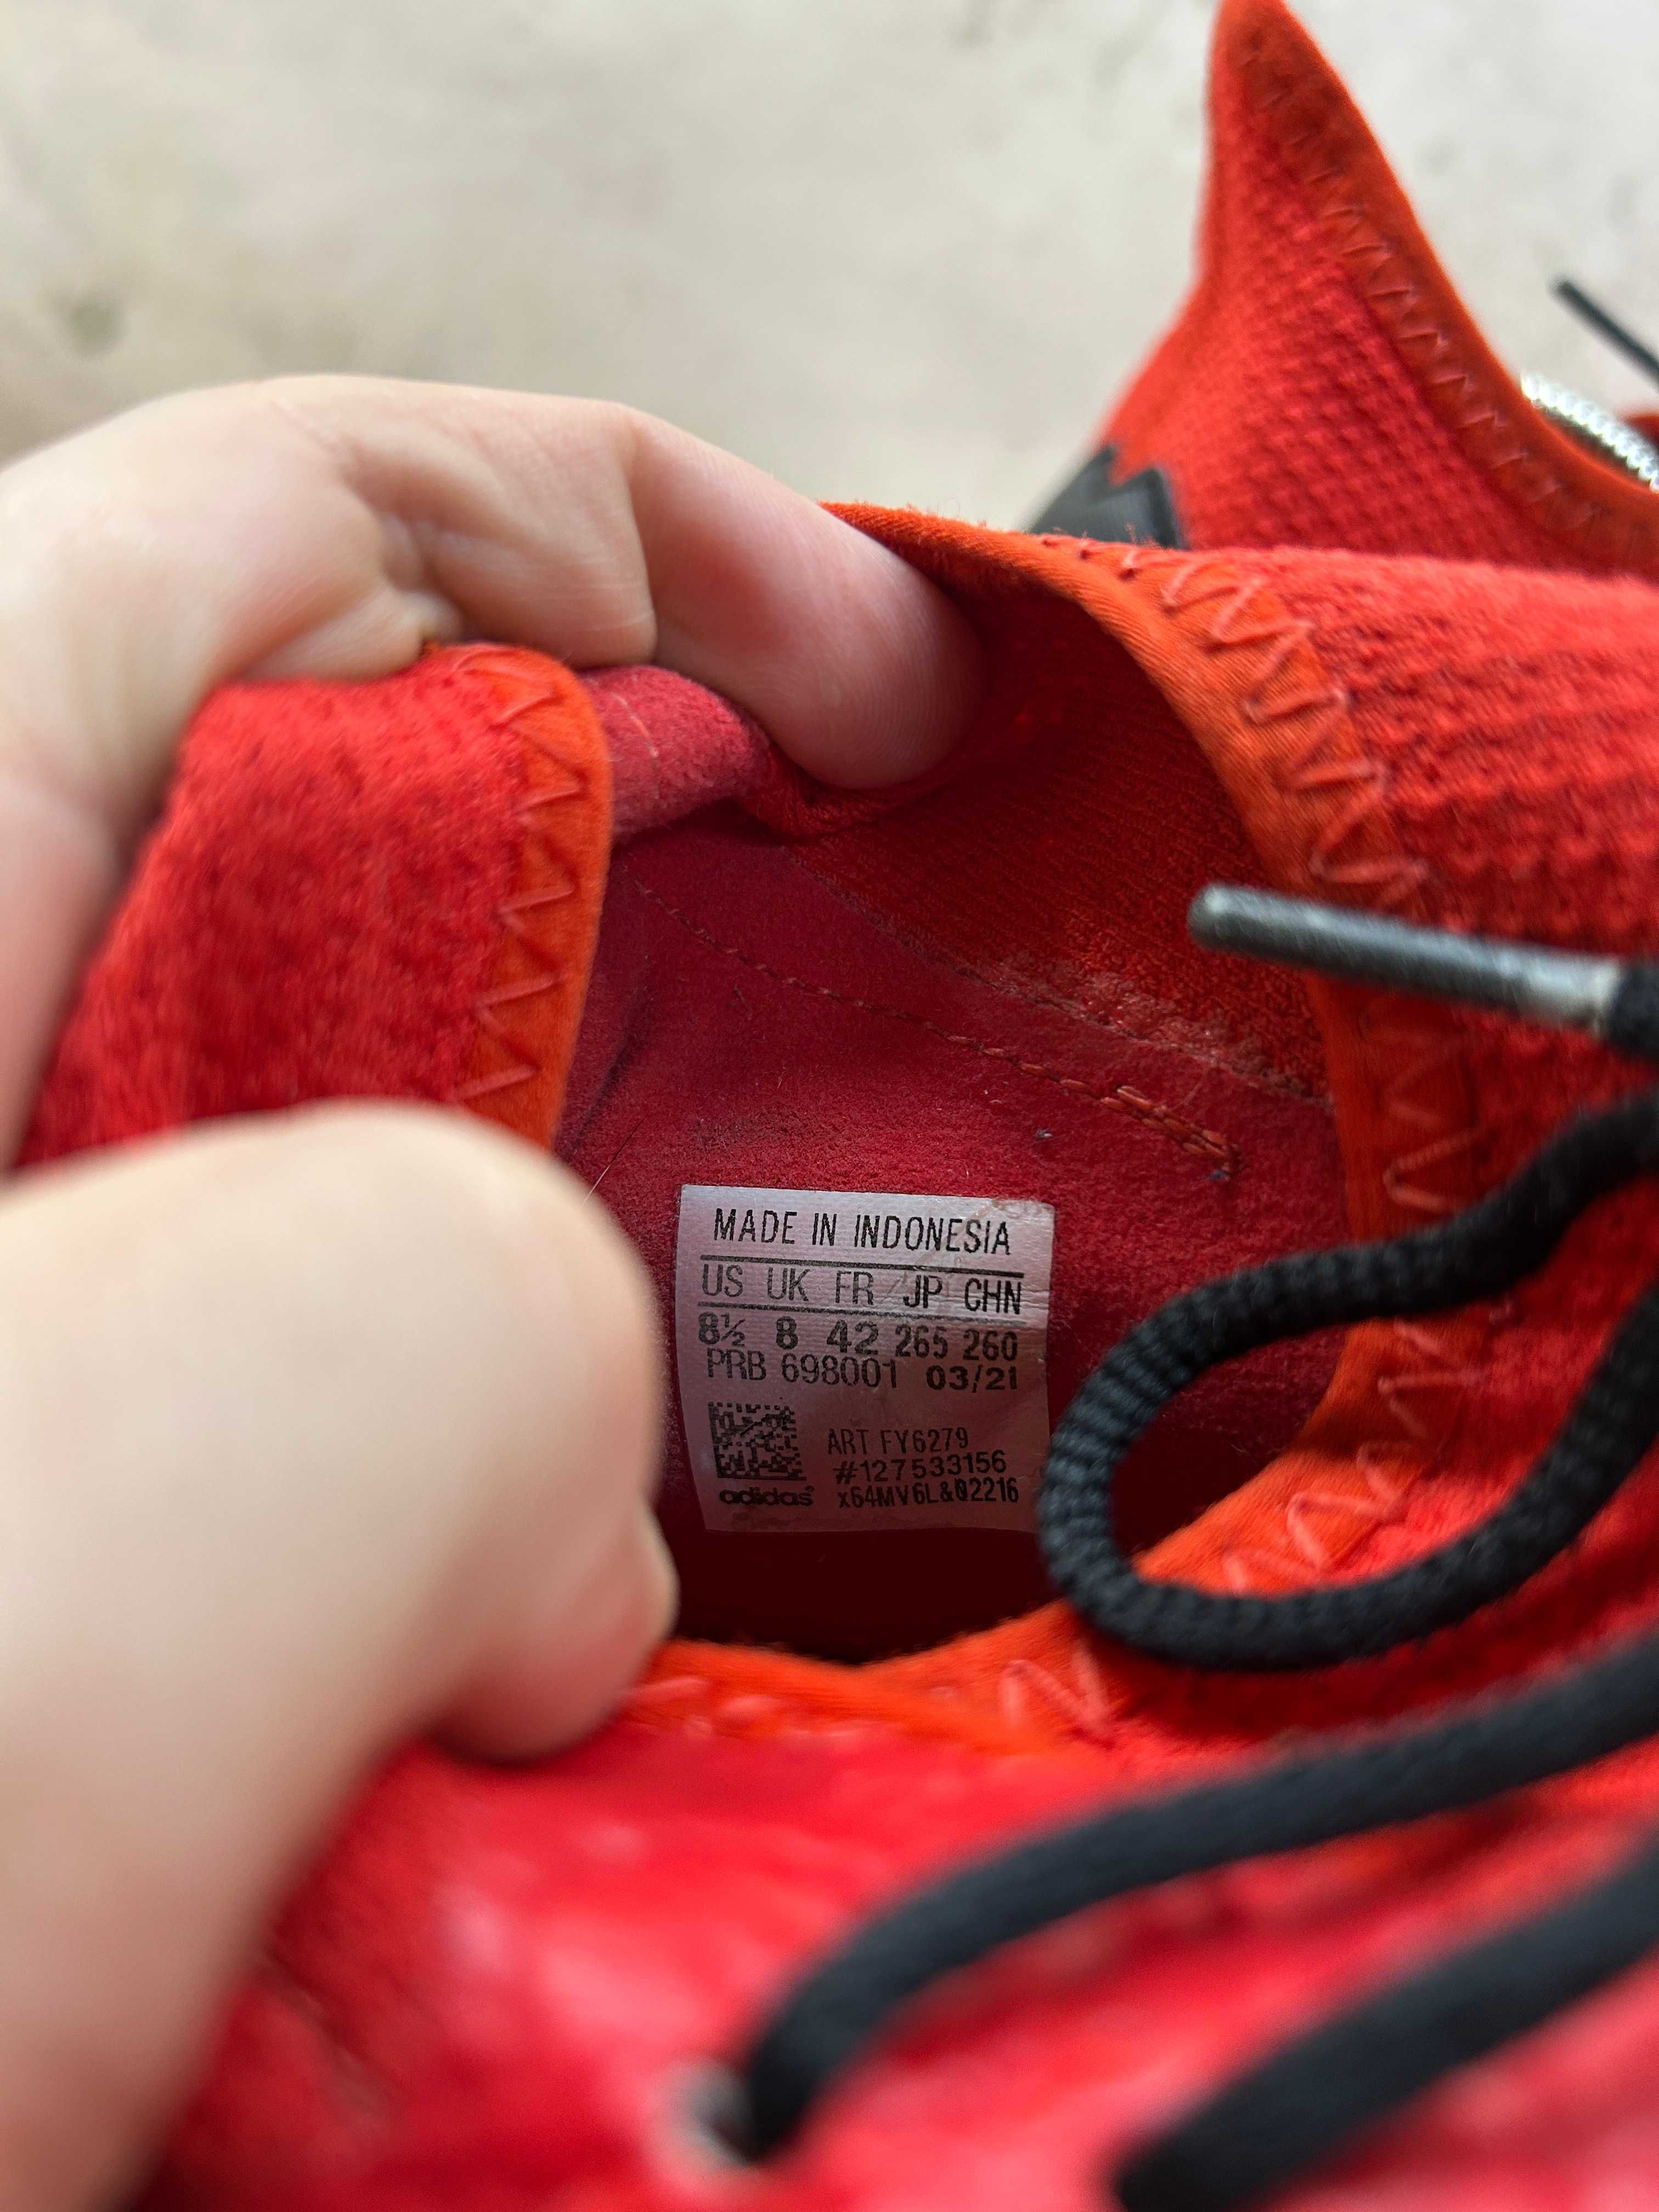 MADE IN INDONESIA
US UK FR JP CHN
8½ 8 42 265 260
PRB 698001 03/21
ART FY6279
#127533156
adidas x64MV6L&02216